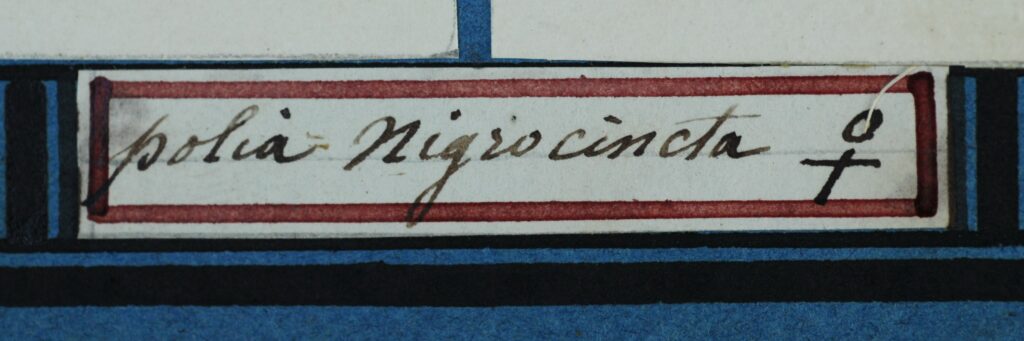 polia - Nigrocincta ♀